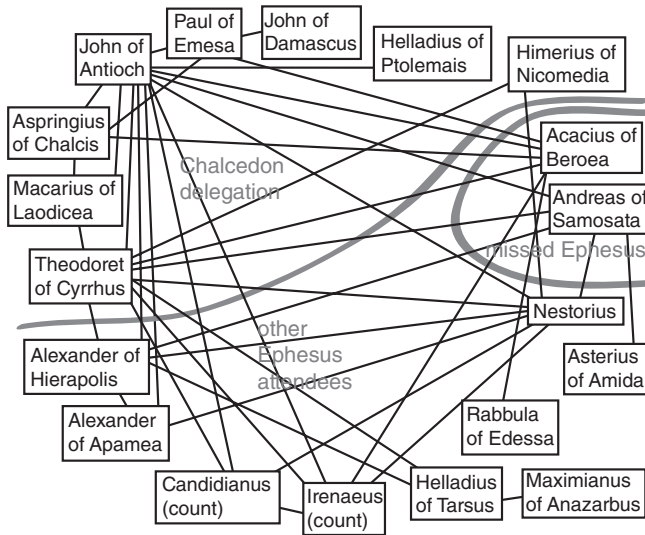 Paul of
Emesa
John of
Damascus
John of
Antioch
Helladius of
Ptolemais
Himerius of
Nicomedia
Aspringius
of Chalcis
Acacius of
Beroea
Chalcedon
delegation
Macarius of
Laodicea
Andreas of
Samosata
missed Ephesus
Theodoret
of Cyrrhus
Nestorius
other
Ephesus
attendees
Alexander of
Hierapolis
Asterius
of Amida
Alexander
of Apamea
Rabbula
of Edessa
Candidianus
(count)
Irenaeus
(count)
Helladius
of Tarsus
Maximianus
of Anazarbus